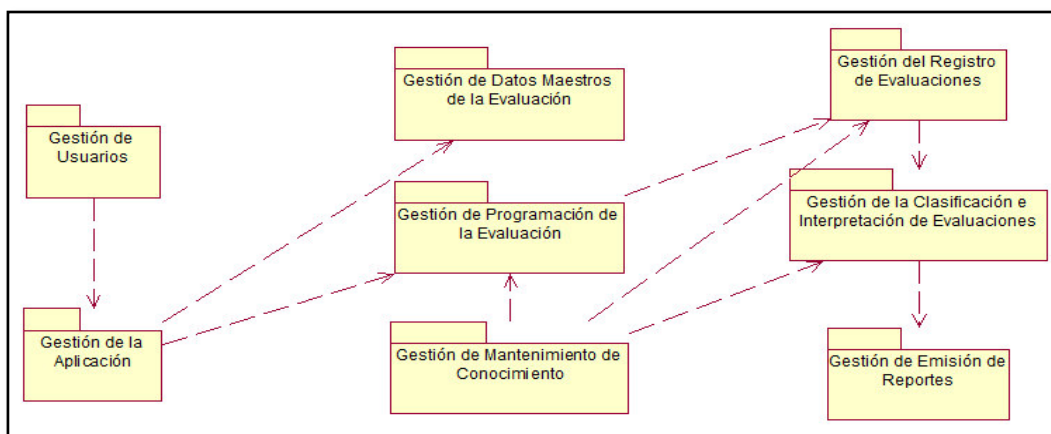 Gestión de
Usuarios
Gestión de la
Aplicación
Gestión de Datos Maestros
de la Evaluación
Gestión de Programación de
la Evaluación
Gestión de Mantenimiento de
Conocimiento
Gestión del Registro
de Evaluaciones
Gestión de la Clasificación e
Interpretación de Evaluaciones
Gestión de Emisión de
Reportes